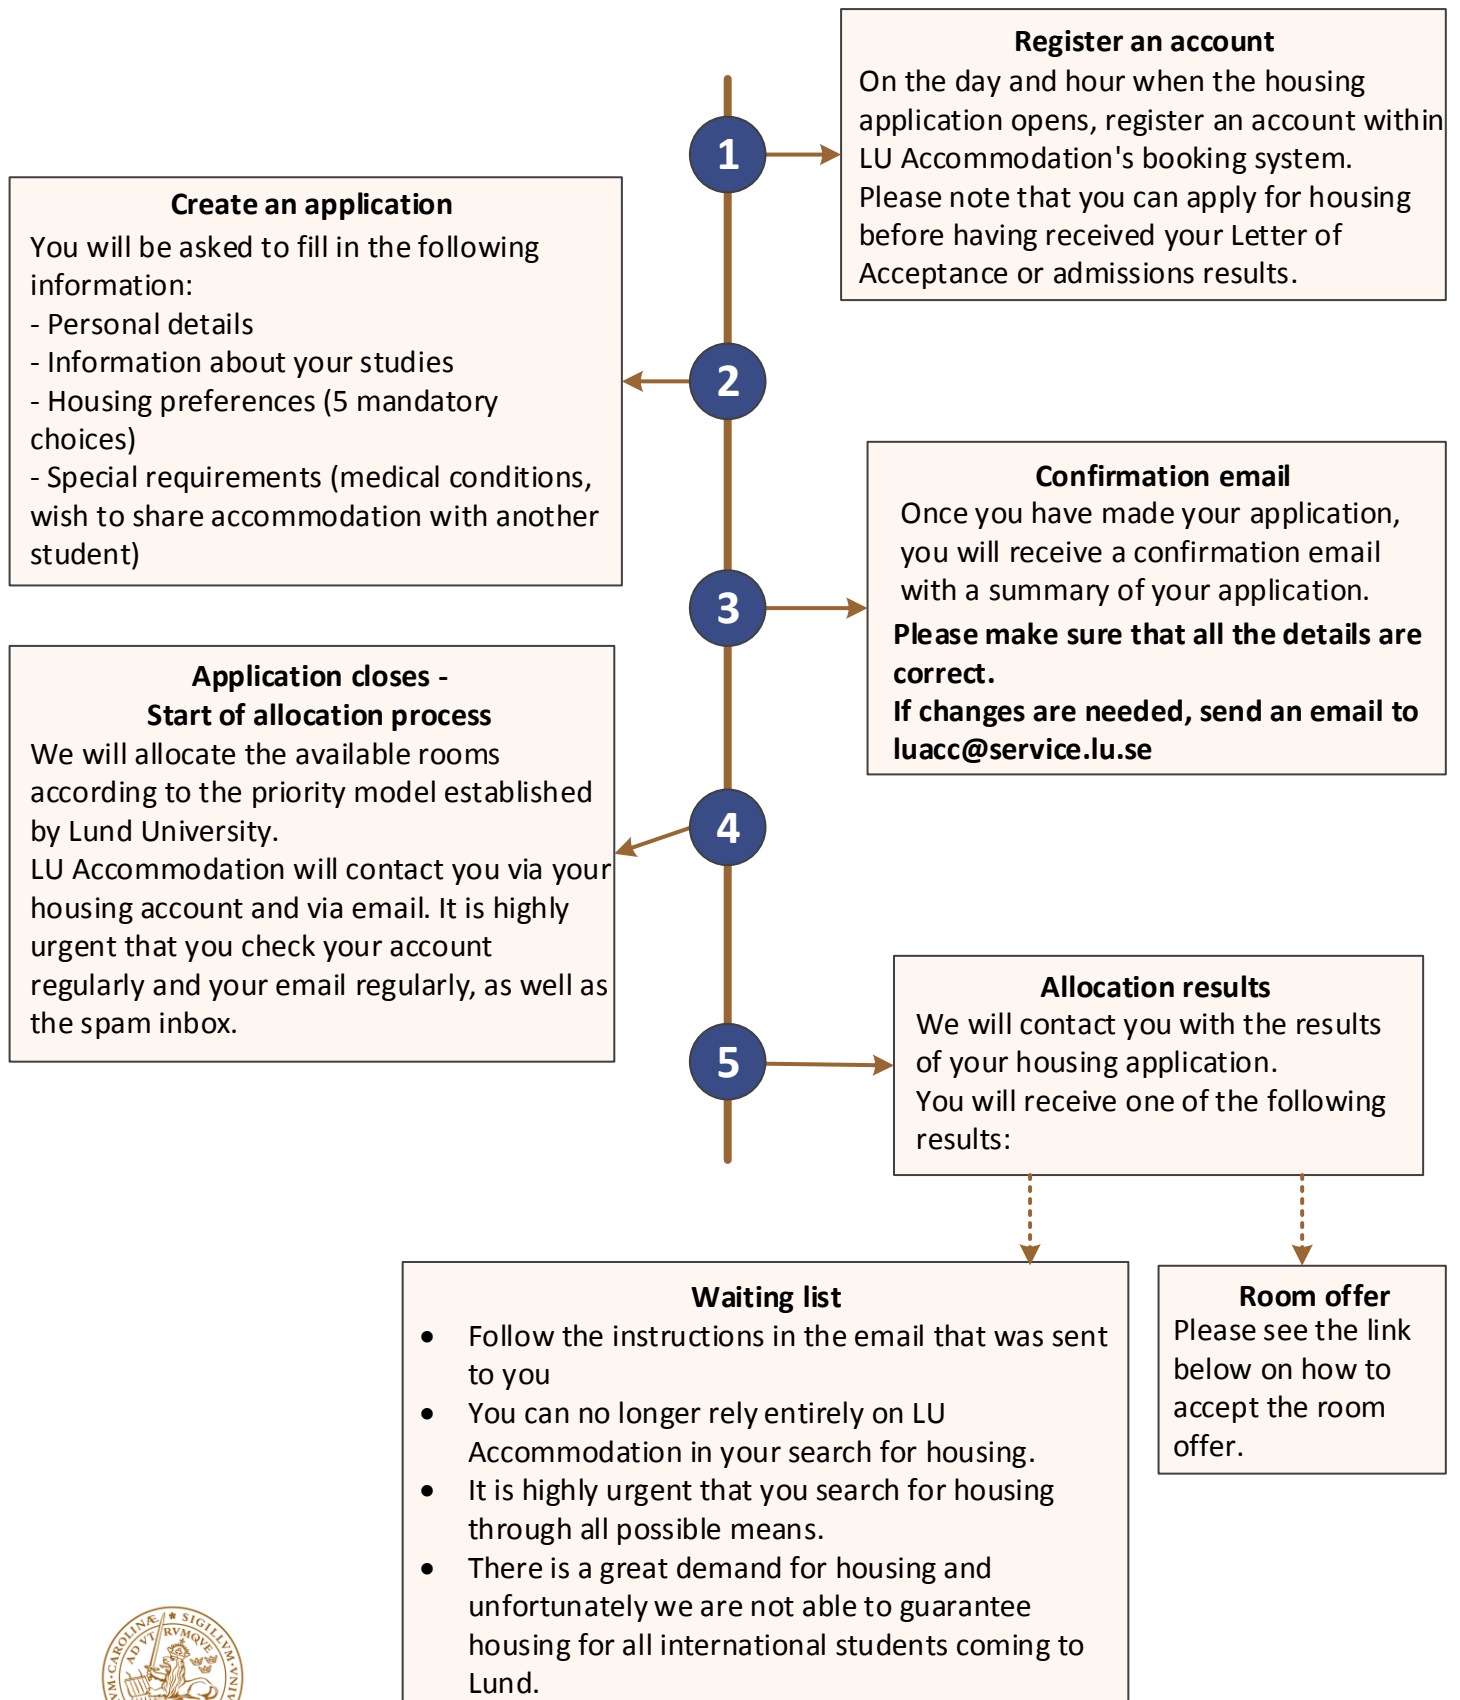 Register an account
On the day and hour when the housing
application opens, register an account within
LU Accommodation's booking system.
Please note that you can apply for housing
before having received your Letter of
Acceptance or admissions results.
1
Create an application
You will be asked to fill in the following
information:
- Personal details
- Information about your studies
- Housing preferences (5 mandatory
choices)
- Special requirements (medical conditions,
wish to share accommodation with another
student)
2
Confirmation email
Once you have made your application,
you will receive a confirmation email
with a summary of your application.
Please make sure that all the details are
correct.
If changes are needed, send an email to
luacc@service.lu.se
3
Application closes -
Start of allocation process
We will allocate the available rooms
according to the priority model established
by Lund University.
LU Accommodation will contact you via your
housing account and via email. It is highly
urgent that you check your account
regularly and your email regularly, as well as
the spam inbox.
4
5
Allocation results
We will contact you with the results
of your housing application.
You will receive one of the following
results:
Waiting list
• Follow the instructions in the email that was sent
to you
• You can no longer rely entirely on LU
Accommodation in your search for housing.
• It is highly urgent that you search for housing
through all possible means.
• There is a great demand for housing and
unfortunately we are not able to guarantee
housing for all international students coming to
Lund.
Room offer
Please see the link
below on how to
accept the room
offer.
CAROLINÆ * SIGILLVM
AD VTRVMQVE